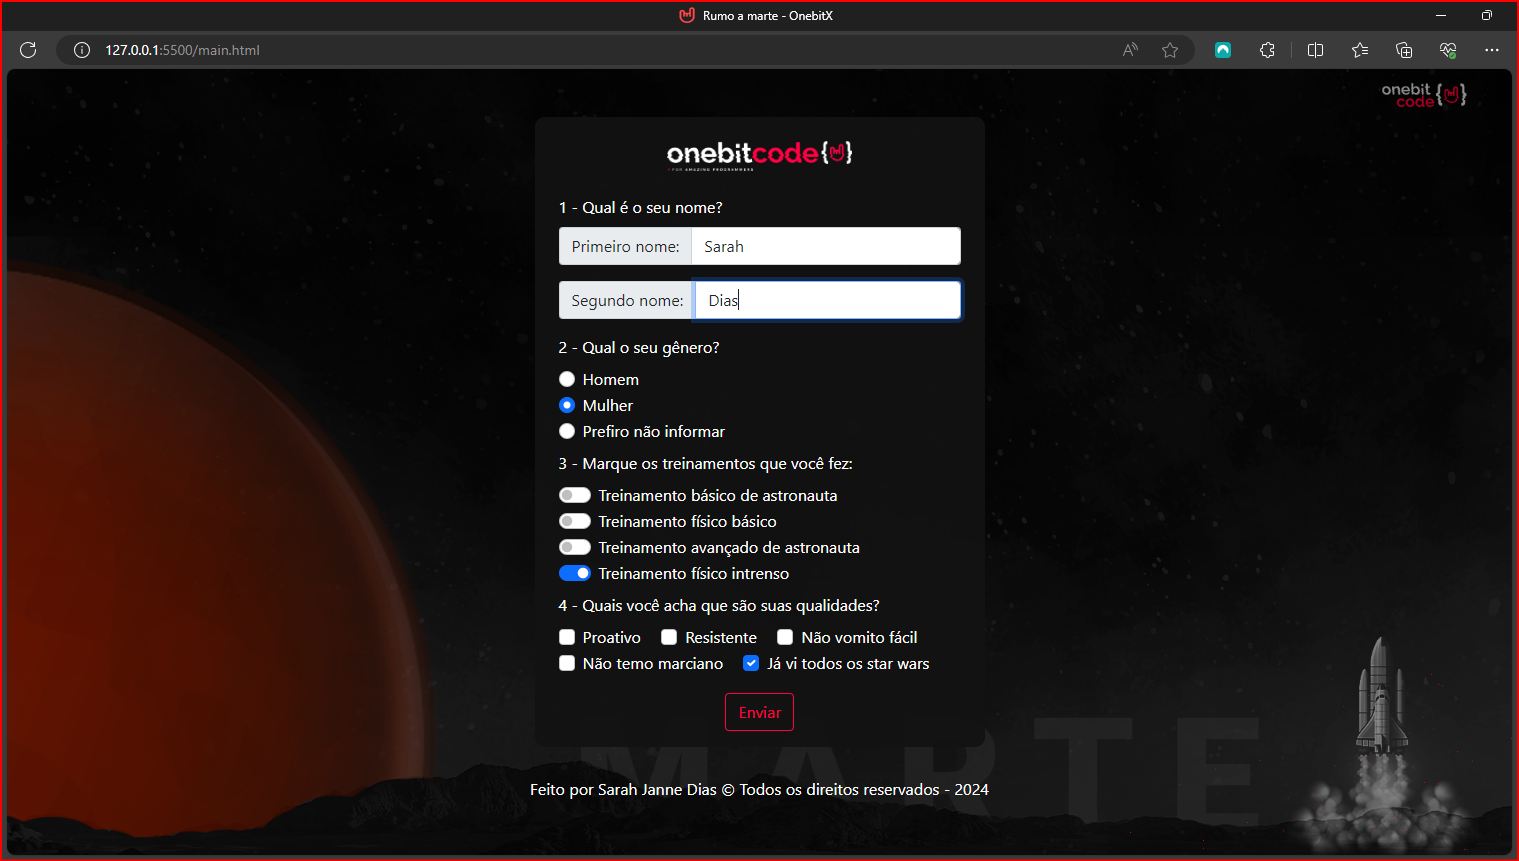 Rumo a marte - OnebitX
127.0.0.1:5500/main.html
onebit
code
onebitcode{ }
FOR AMAZING PROGRAMMERS
1 - Qual é o seu nome?
Primeiro nome: Sarah
Segundo nome: Dias
2 - Qual o seu gênero?
Homem
Mulher
Prefiro não informar
3 - Marque os treinamentos que você fez:
Treinamento básico de astronauta
Treinamento físico básico
Treinamento avançado de astronauta
Treinamento físico intrenso
4 - Quais você acha que são suas qualidades?
Proativo Resistente Não vomito fácil
Não temo marciano Já vi todos os star wars
Enviar
MARTE
Feito por Sarah Janne Dias © Todos os direitos reservados - 2024